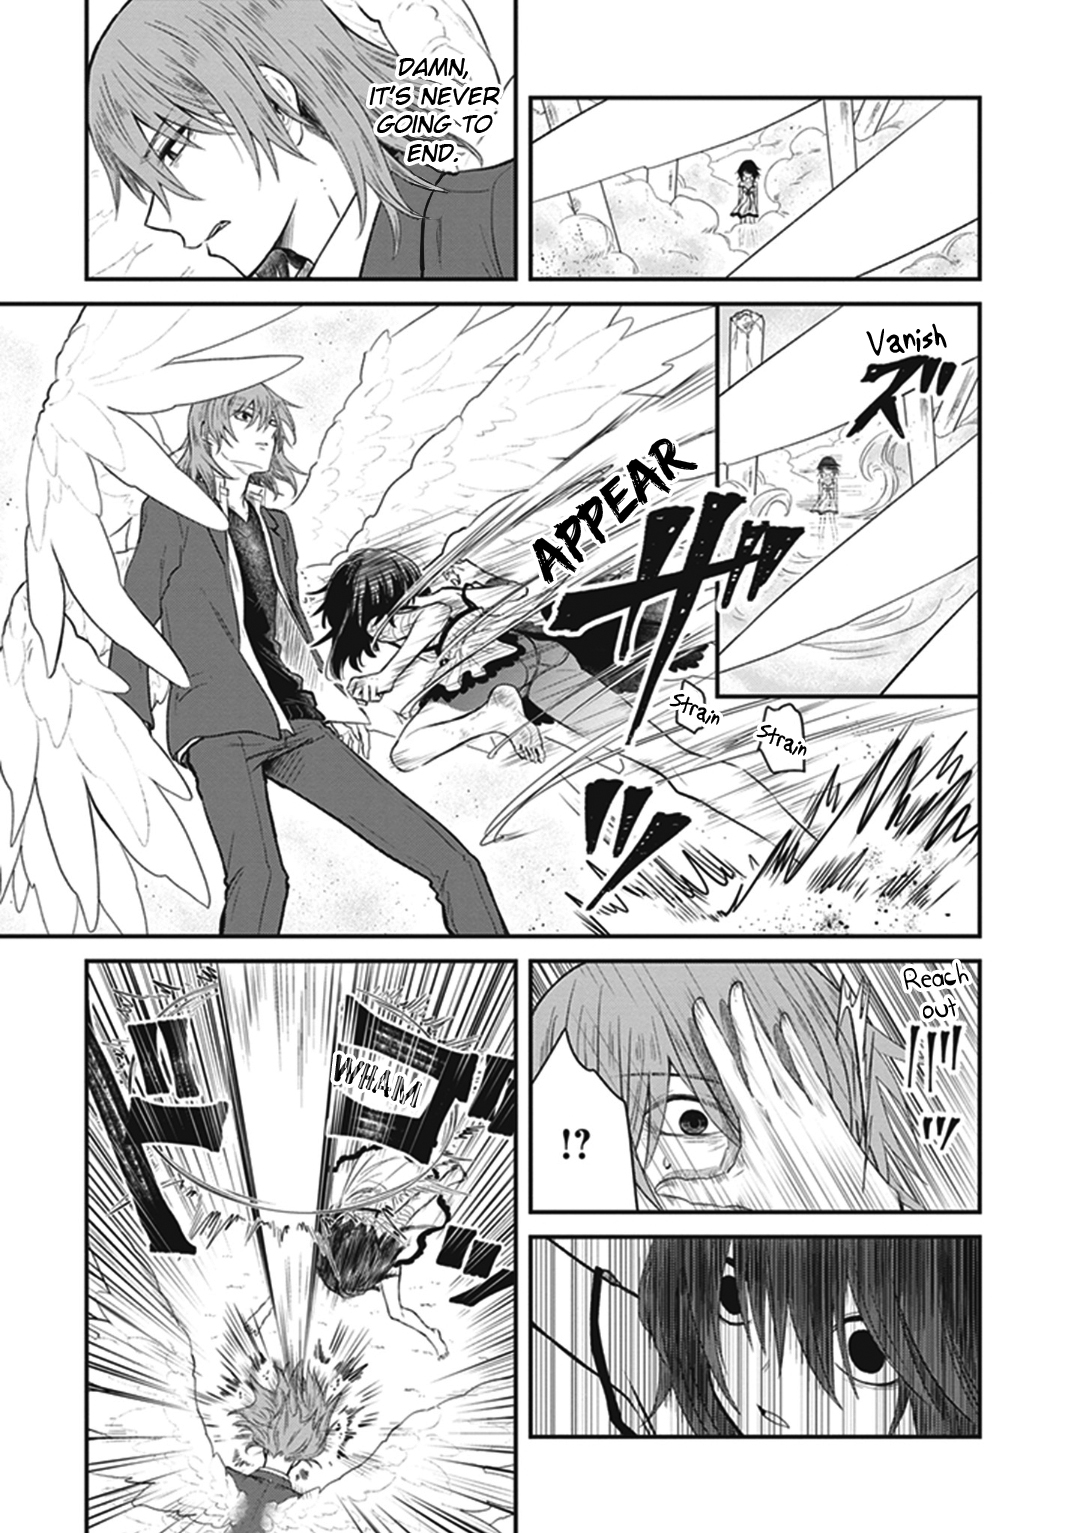 DAMN,
IT'S NEVER
GOING TO
END.
Vanish
ズ
APPEAR
ザ
Strain
Strain
Reach
out
!?
WHAM